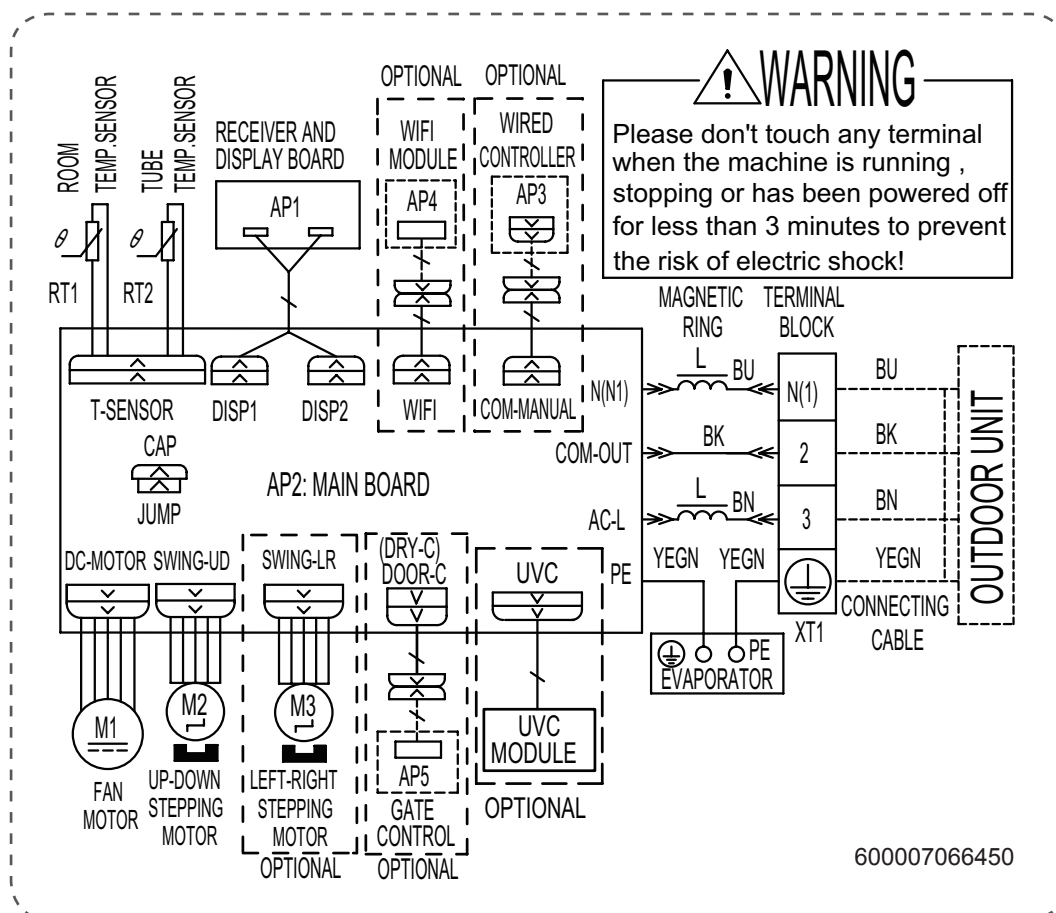 ROOM
TEMP.SENSOR
TUBE
TEMP.SENSOR
θ
RT1
θ
RT2
RECEIVER AND
DISPLAY BOARD
AP1
OPTIONAL
WIFI
MODULE
AP4
OPTIONAL
WIRED
CONTROLLER
AP3
WARNING
Please don't touch any terminal
when the machine is running ,
stopping or has been powered off
for less than 3 minutes to prevent
the risk of electric shock!
MAGNETIC
RING
TERMINAL
BLOCK
T-SENSOR
DISP1
DISP2
WIFI
COM-MANUAL
N(N1)
L
BU
N(1)
BU
COM-OUT
BK
2
BK
AC-L
L
BN
3
BN
PE
YEGN
YEGN
YEGN
XT1
CONNECTING
CABLE
OUTDOOR UNIT
PE
EVAPORATOR
CAP
JUMP
AP2: MAIN BOARD
DC-MOTOR
SWING-UD
SWING-LR
(DRY-C)
DOOR-C
UVC
M1
FAN
MOTOR
M2
UP-DOWN
STEPPING
MOTOR
M3
LEFT-RIGHT
STEPPING
MOTOR
OPTIONAL
AP5
GATE
CONTROL
OPTIONAL
UVC
MODULE
OPTIONAL
600007066450